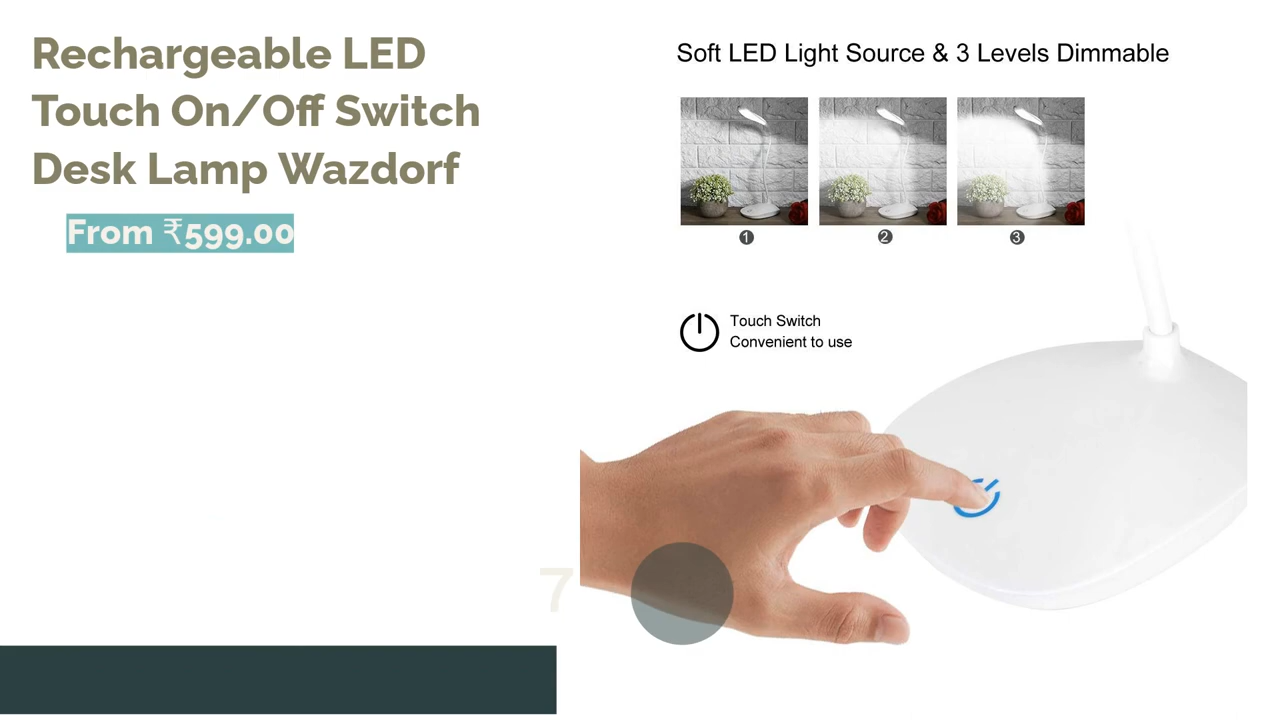 Rechargeable LED
Touch On/Off Switch
Desk Lamp Wazdorf
From ₹599.00
Soft LED Light Source & 3 Levels Dimmable
1 2 3
Touch Switch
Convenient to use
7